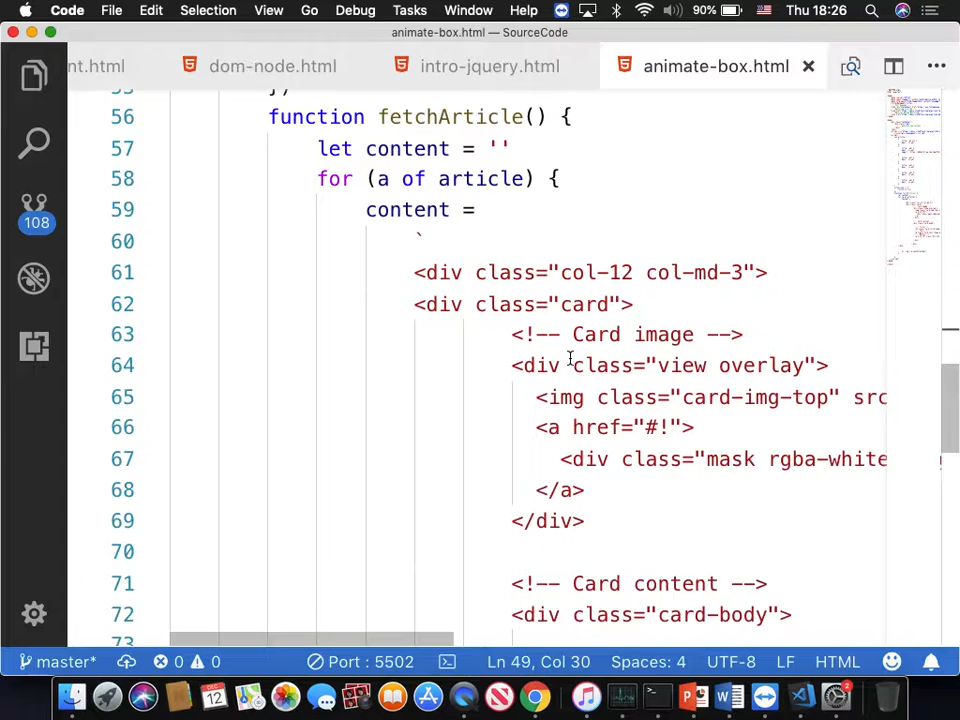 Code File Edit Selection View Go Debug Tasks Window Help 90% Thu 18:26
animate-box.html — SourceCode
nt.html dom-node.html intro-jquery.html animate-box.html
56 function fetchArticle() {
57 let content = ''
58 for (a of article) {
59 content =
60 `
61 <div class="col-12 col-md-3">
62 <div class="card">
63 <!-- Card image -->
64 <div class="view overlay">
65 <img class="card-img-top" src
66 <a href="#!">
67 <div class="mask rgba-white
68 </a>
69 </div>
70
71 <!-- Card content -->
72 <div class="card-body">
73
108
master* 0 0 Port : 5502 Ln 49, Col 30 Spaces: 4 UTF-8 LF HTML
DEC 12 2